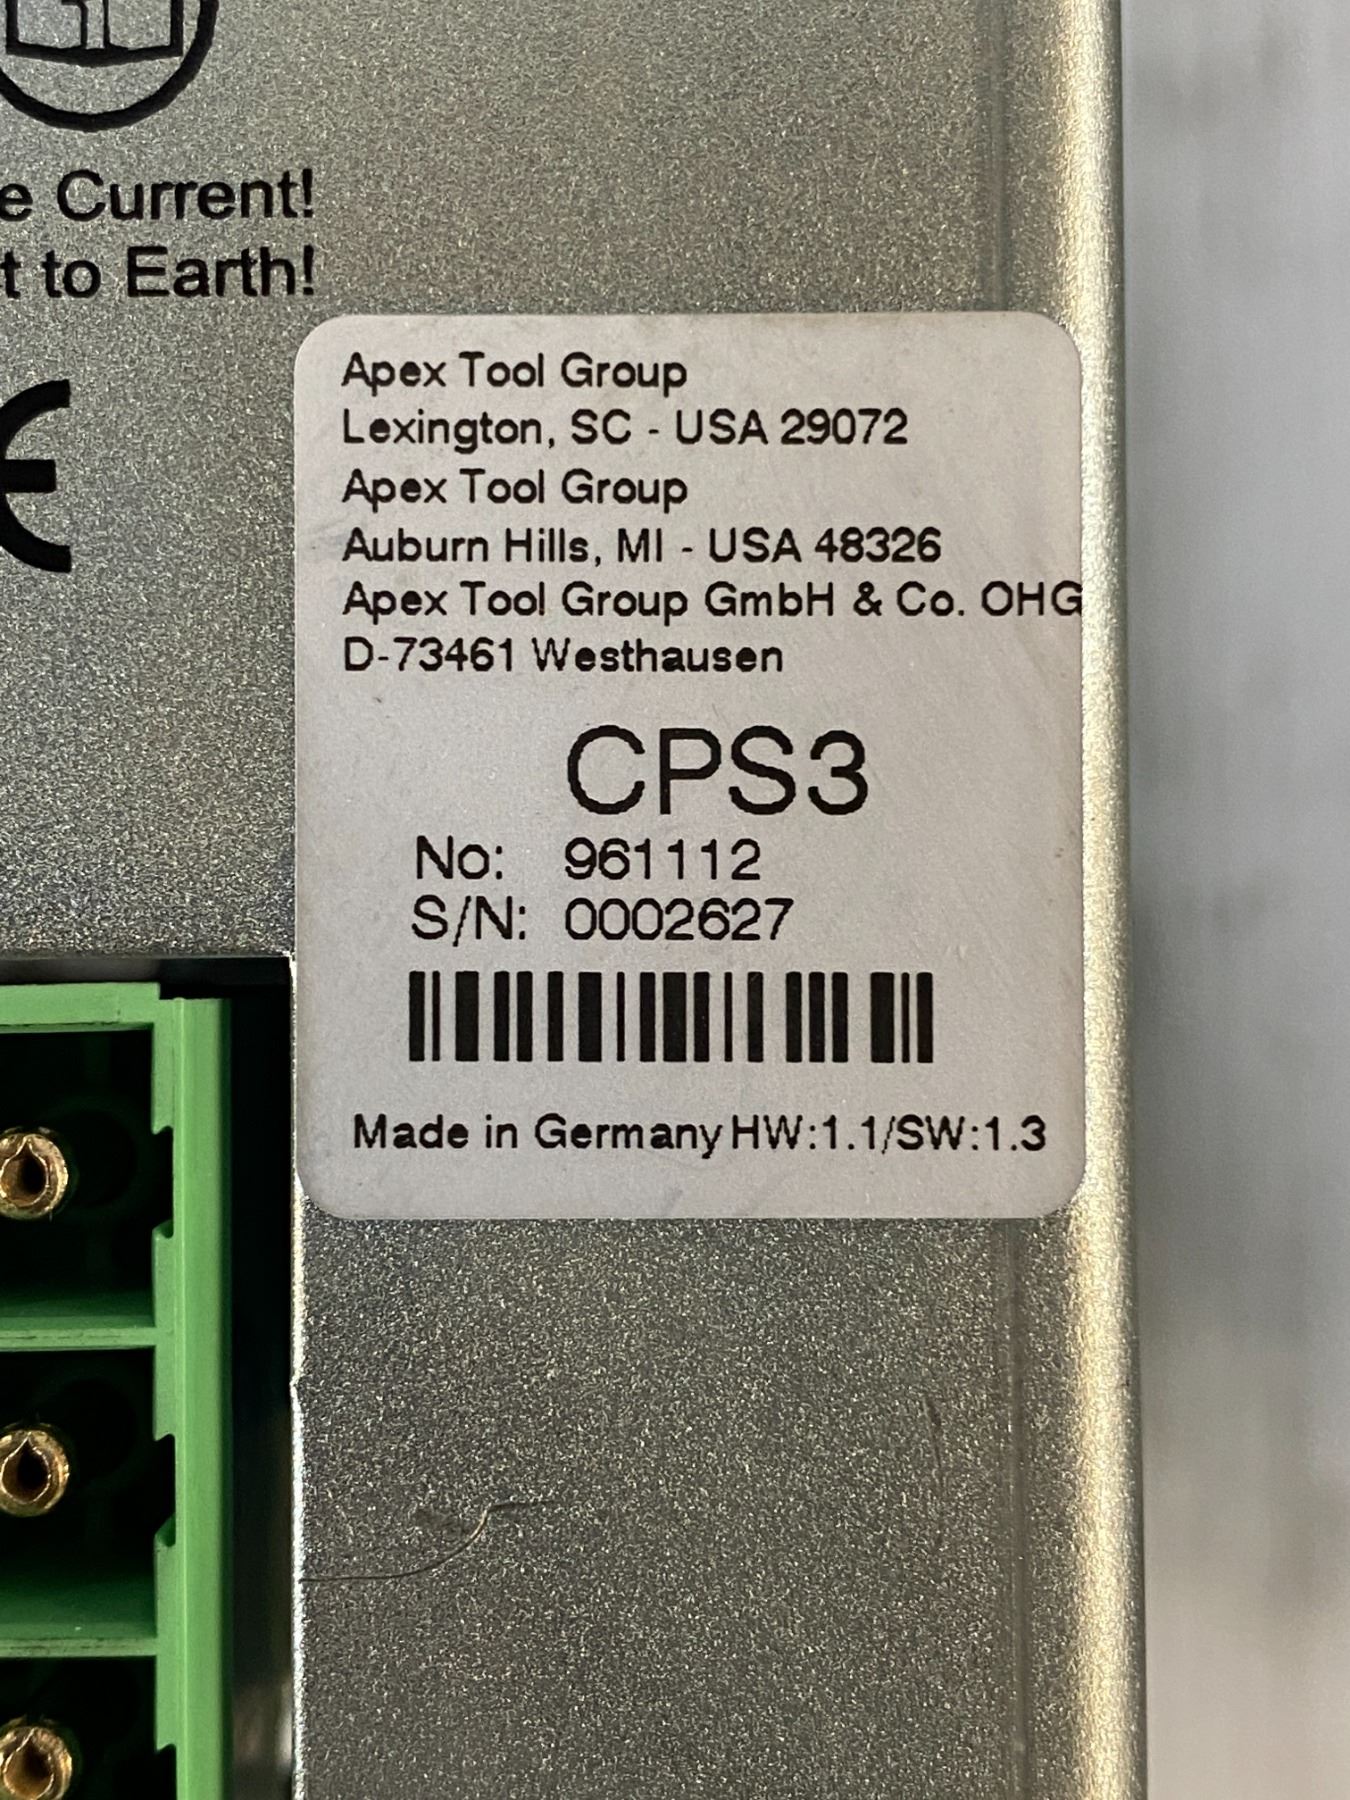 e Current!
t to Earth!
CE
Apex Tool Group
Lexington, SC - USA 29072
Apex Tool Group
Auburn Hills, MI - USA 48326
Apex Tool Group GmbH & Co. OHG
D-73461 Westhausen
CPS3
No: 961112
S/N: 0002627
Made in Germany HW:1.1/SW:1.3